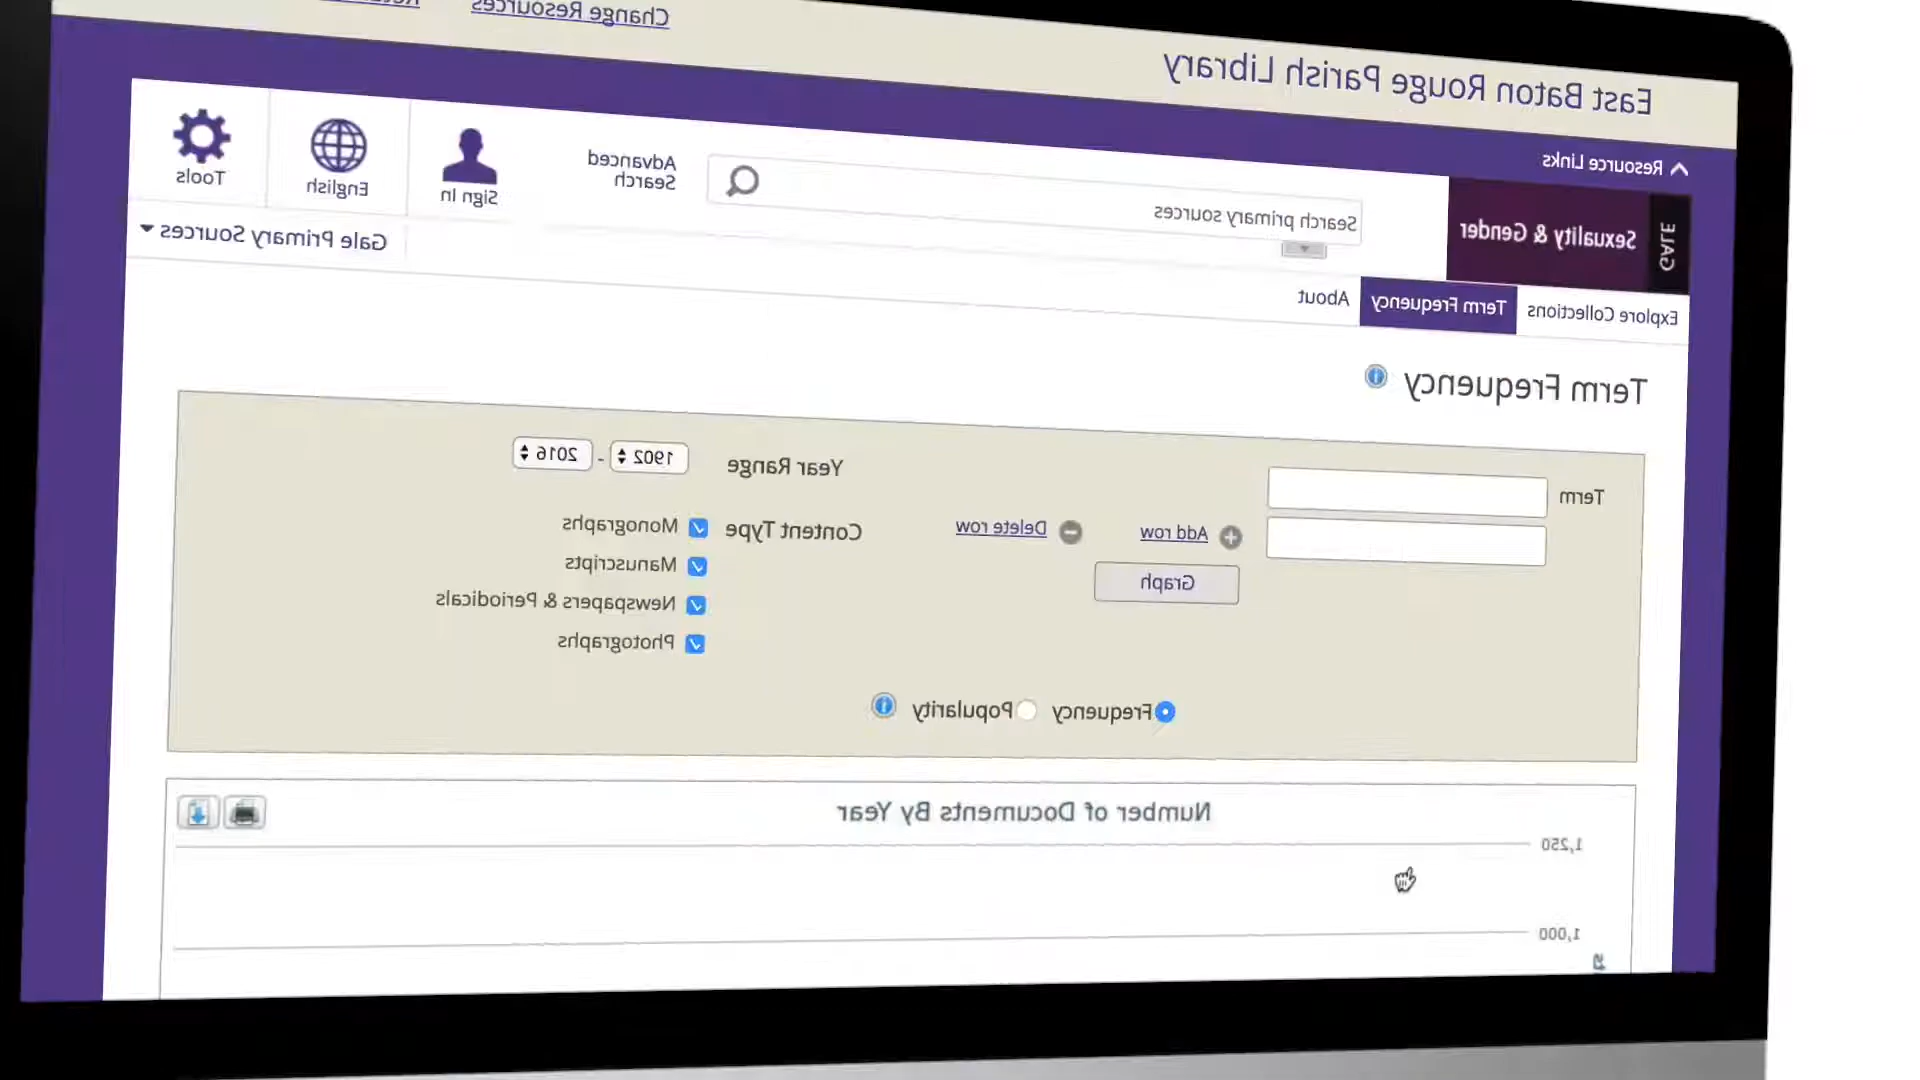 Change Resources
East Baton Rouge Parish Library
Resource Links
GALE
Sexuality & Gender
Search primary sources
Advanced Search
Sign In
English
Tools
Explore Collections
Term Frequency
About
Gale Primary Sources
Term Frequency
Term
Add row
Delete row
Graph
Year Range
1902 - 2016
Content Type
Monographs
Manuscripts
Newspapers & Periodicals
Photographs
Frequency
Popularity
Number of Documents By Year
1,250
1,000